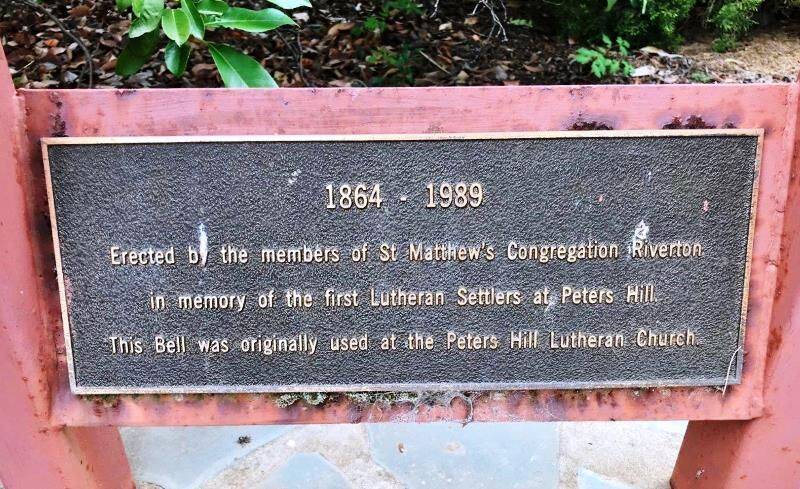 1864 - 1989
Erected by the members of St Matthew's Congregation Riverton
in memory of the first Lutheran Settlers at Peters Hill.
This Bell was originally used at the Peters Hill Lutheran Church.